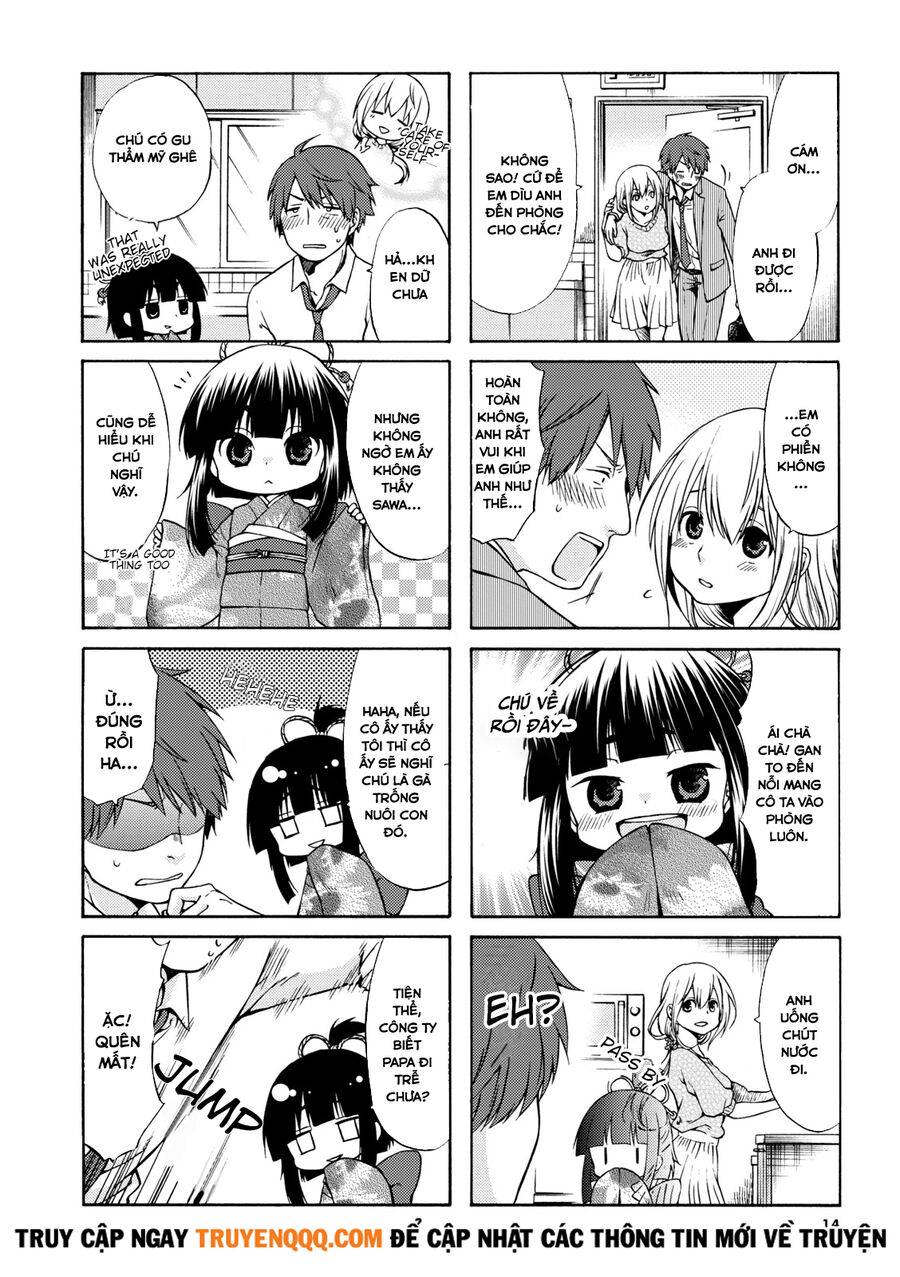 CÁM
ƠN...
ANH ĐI
ĐƯỢC
RỒI...
KHÔNG
SAO! CỨ ĐỂ
EM DÌU ANH
ĐẾN PHÒNG
CHO CHẮC!
...EM
CÓ
PHIỀN
KHÔNG
...
HOÀN
TOÀN
KHÔNG,
ANH RẤT
VUI KHI
EM GIÚP
ANH NHƯ
THẾ...
ÁI CHÀ
CHÀ! GAN
TO ĐẾN
NỖI MANG
CÔ TA VÀO
PHÒNG
LUÔN.
CHÚ VỀ
RỒI ĐÂY~
ANH
UỐNG
CHÚT
NƯỚC
ĐI.
EH?
PASS BY
TAKE
CARE OF
YOUR-
SELF~
CHÚ CÓ GU
THẨM MỸ GHÊ
HẢ...KH
EN DỮ
CHƯA
THAT
WAS REALLY
UNEXPECTED
NHƯNG
KHÔNG
NGỜ EM ẤY
KHÔNG
THẤY
SAWA...
CŨNG DỄ
HIỂU KHI
CHÚ
NGHĨ
VẬY.
IT'S A GOOD
THING TOO
HEHEHE
HAHA, NẾU
CÔ ẤY THẤY
TÔI THÌ CÔ
ẤY SẼ NGHĨ
CHÚ LÀ GÀ
TRỐNG
NUÔI CON
ĐÓ.
Ừ...
ĐÚNG
RỒI
HA...
TIỆN
THỂ,
CÔNG TY
BIẾT
PAPA ĐI
TRỄ
CHƯA?
ẶC!
QUÊN
MẤT!
JUMP
14
TRUY CẬP NGAY TRUYENQQQ.COM ĐỂ CẬP NHẬT CÁC THÔNG TIN MỚI VỀ TRUYỆN